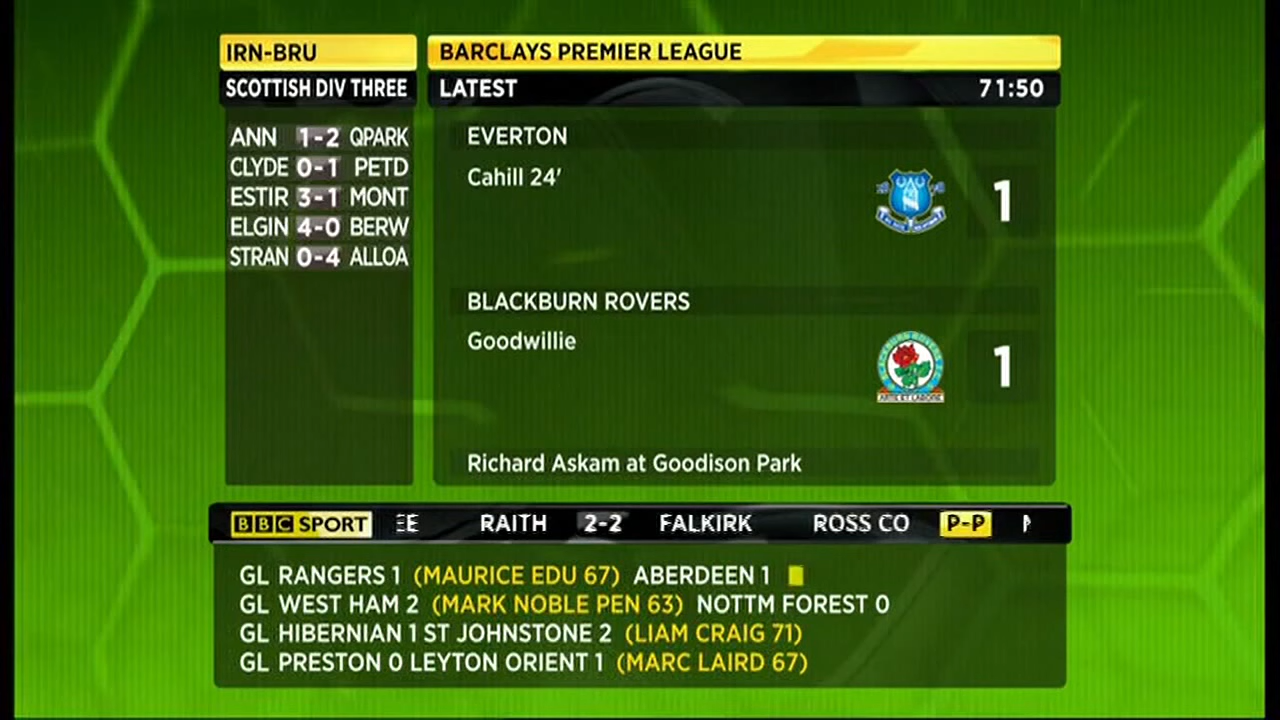 IRN-BRU
SCOTTISH DIV THREE
ANN 1-2 QPARK
CLYDE 0-1 PETD
ESTIR 3-1 MONT
ELGIN 4-0 BERW
STRAN 0-4 ALLOA
BARCLAYS PREMIER LEAGUE
LATEST 71:50
EVERTON
Cahill 24'
1
BLACKBURN ROVERS
Goodwillie
1
ARTE ET LABORE
Richard Askam at Goodison Park
BBC SPORT EE RAITH 2-2 FALKIRK ROSS CO P-P
GL RANGERS 1 (MAURICE EDU 67) ABERDEEN 1
GL WEST HAM 2 (MARK NOBLE PEN 63) NOTTM FOREST 0
GL HIBERNIAN 1 ST JOHNSTONE 2 (LIAM CRAIG 71)
GL PRESTON 0 LEYTON ORIENT 1 (MARC LAIRD 67)